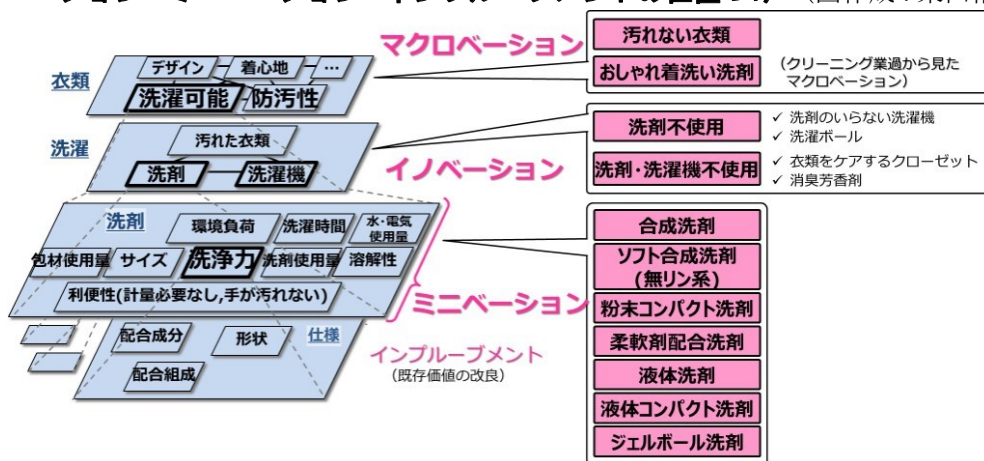 マクロベーション
衣類
デザイン
着心地
…
洗濯可能
防汚性
汚れない衣類
おしゃれ着洗い洗剤
(クリーニング業過から見た
マクロベーション)
洗濯
汚れた衣類
洗剤
洗濯機
イノベーション
洗剤不使用
✓ 洗剤のいらない洗濯機
✓ 洗濯ボール
洗剤・洗濯機不使用
✓ 衣類をケアするクローゼット
✓ 消臭芳香剤
洗剤
環境負荷
洗濯時間
水・電気
使用量
包材使用量
サイズ
洗浄力
洗剤使用量
溶解性
利便性(計量必要なし,手が汚れない)
ミニベーション
合成洗剤
ソフト合成洗剤
(無リン系)
粉末コンパクト洗剤
柔軟剤配合洗剤
液体洗剤
液体コンパクト洗剤
ジェルボール洗剤
配合成分
形状
仕様
配合組成
インプルーブメント
(既存価値の改良)